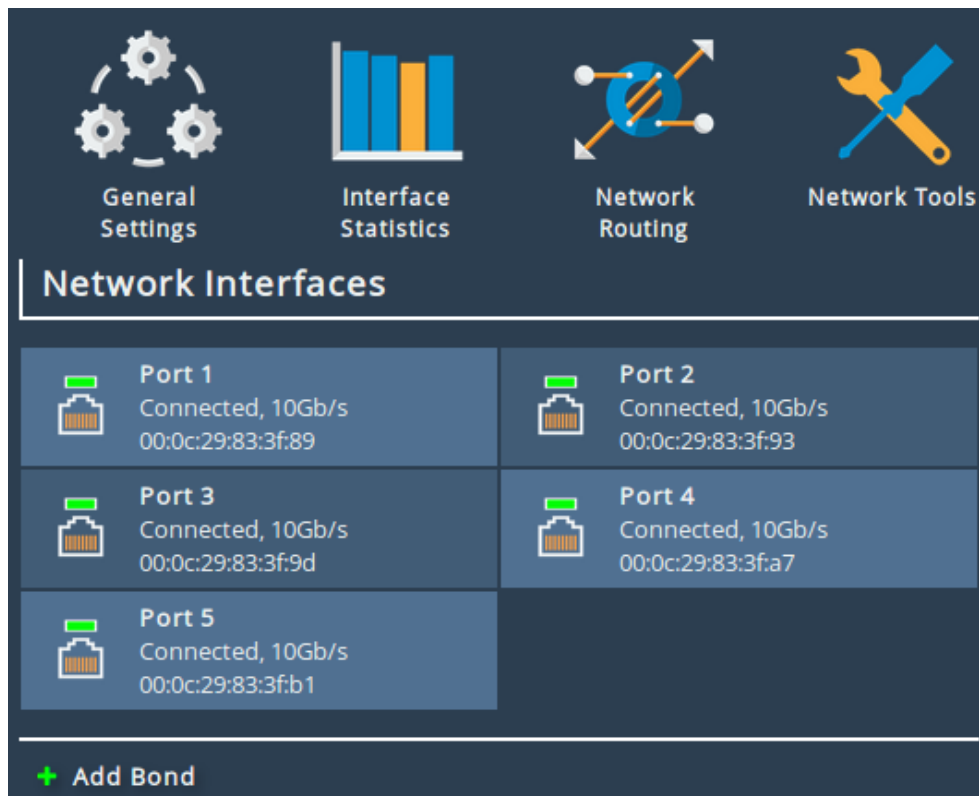 General
Settings
Interface
Statistics
Network
Routing
Network Tools
Network Interfaces
Port 1
Connected, 10Gb/s
00:0c:29:83:3f:89
Port 2
Connected, 10Gb/s
00:0c:29:83:3f:93
Port 3
Connected, 10Gb/s
00:0c:29:83:3f:9d
Port 4
Connected, 10Gb/s
00:0c:29:83:3f:a7
Port 5
Connected, 10Gb/s
00:0c:29:83:3f:b1
Add Bond